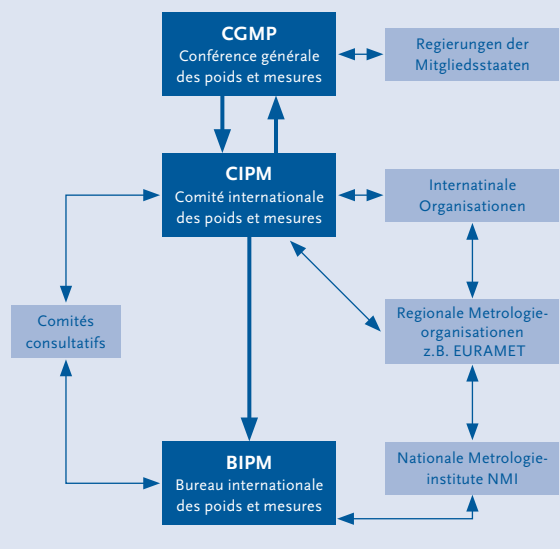 CGMP
Conférence générale
des poids et mesures
Regierungen der
Mitgliedsstaaten
CIPM
Comité internationale
des poids et mesures
Internatinale
Organisationen
Comités
consultatifs
Regionale Metrologie-
organisationen
z.B. EURAMET
BIPM
Bureau internationale
des poids et mesures
Nationale Metrologie-
institute NMI